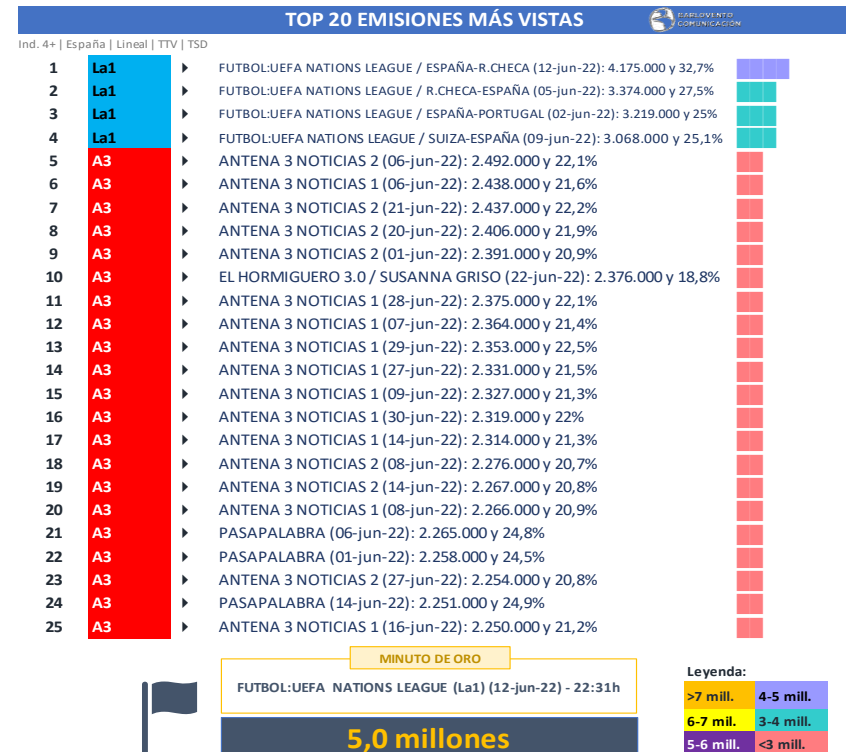 TOP 20 EMISIONES MÁS VISTAS
BARLOVENTO
COMUNICACIÓN
Ind. 4+ | España | Lineal | TTV | TSD
1 La1 FUTBOL:UEFA NATIONS LEAGUE / ESPAÑA-R.CHECA (12-jun-22): 4.175.000 y 32,7%
2 La1 FUTBOL:UEFA NATIONS LEAGUE / R.CHECA-ESPAÑA (05-jun-22): 3.374.000 y 27,5%
3 La1 FUTBOL:UEFA NATIONS LEAGUE / ESPAÑA-PORTUGAL (02-jun-22): 3.219.000 y 25%
4 La1 FUTBOL:UEFA NATIONS LEAGUE / SUIZA-ESPAÑA (09-jun-22): 3.068.000 y 25,1%
5 A3 ANTENA 3 NOTICIAS 2 (06-jun-22): 2.492.000 y 22,1%
6 A3 ANTENA 3 NOTICIAS 1 (06-jun-22): 2.438.000 y 21,6%
7 A3 ANTENA 3 NOTICIAS 2 (21-jun-22): 2.437.000 y 22,2%
8 A3 ANTENA 3 NOTICIAS 2 (20-jun-22): 2.406.000 y 21,9%
9 A3 ANTENA 3 NOTICIAS 2 (01-jun-22): 2.391.000 y 20,9%
10 A3 EL HORMIGUERO 3.0 / SUSANNA GRISO (22-jun-22): 2.376.000 y 18,8%
11 A3 ANTENA 3 NOTICIAS 1 (28-jun-22): 2.375.000 y 22,1%
12 A3 ANTENA 3 NOTICIAS 1 (07-jun-22): 2.364.000 y 21,4%
13 A3 ANTENA 3 NOTICIAS 1 (29-jun-22): 2.353.000 y 22,5%
14 A3 ANTENA 3 NOTICIAS 1 (27-jun-22): 2.331.000 y 21,5%
15 A3 ANTENA 3 NOTICIAS 1 (09-jun-22): 2.327.000 y 21,3%
16 A3 ANTENA 3 NOTICIAS 1 (30-jun-22): 2.319.000 y 22%
17 A3 ANTENA 3 NOTICIAS 1 (14-jun-22): 2.314.000 y 21,3%
18 A3 ANTENA 3 NOTICIAS 2 (08-jun-22): 2.276.000 y 20,7%
19 A3 ANTENA 3 NOTICIAS 2 (14-jun-22): 2.267.000 y 20,8%
20 A3 ANTENA 3 NOTICIAS 1 (08-jun-22): 2.266.000 y 20,9%
21 A3 PASAPALABRA (06-jun-22): 2.265.000 y 24,8%
22 A3 PASAPALABRA (01-jun-22): 2.258.000 y 24,5%
23 A3 ANTENA 3 NOTICIAS 2 (27-jun-22): 2.254.000 y 20,8%
24 A3 PASAPALABRA (14-jun-22): 2.251.000 y 24,9%
25 A3 ANTENA 3 NOTICIAS 1 (16-jun-22): 2.250.000 y 21,2%
MINUTO DE ORO
FUTBOL:UEFA NATIONS LEAGUE (La1) (12-jun-22) - 22:31h
5,0 millones
Leyenda:
>7 mill. 4-5 mill.
6-7 mil. 3-4 mill.
5-6 mill. <3 mill.